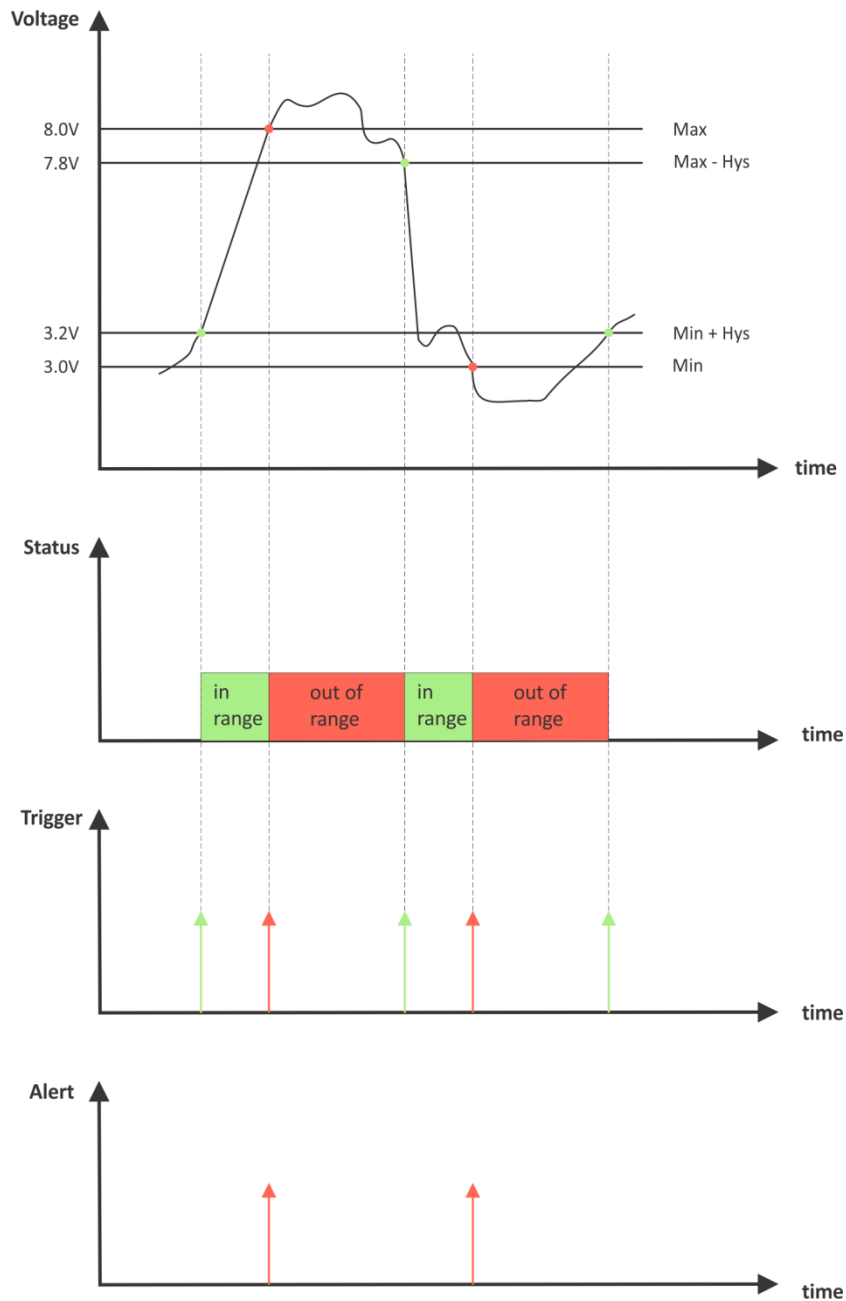 Voltage
8.0V
Max
7.8V
Max - Hys
3.2V
Min + Hys
3.0V
Min
time
Status
in
range
out of
range
in
range
out of
range
time
Trigger
time
Alert
time